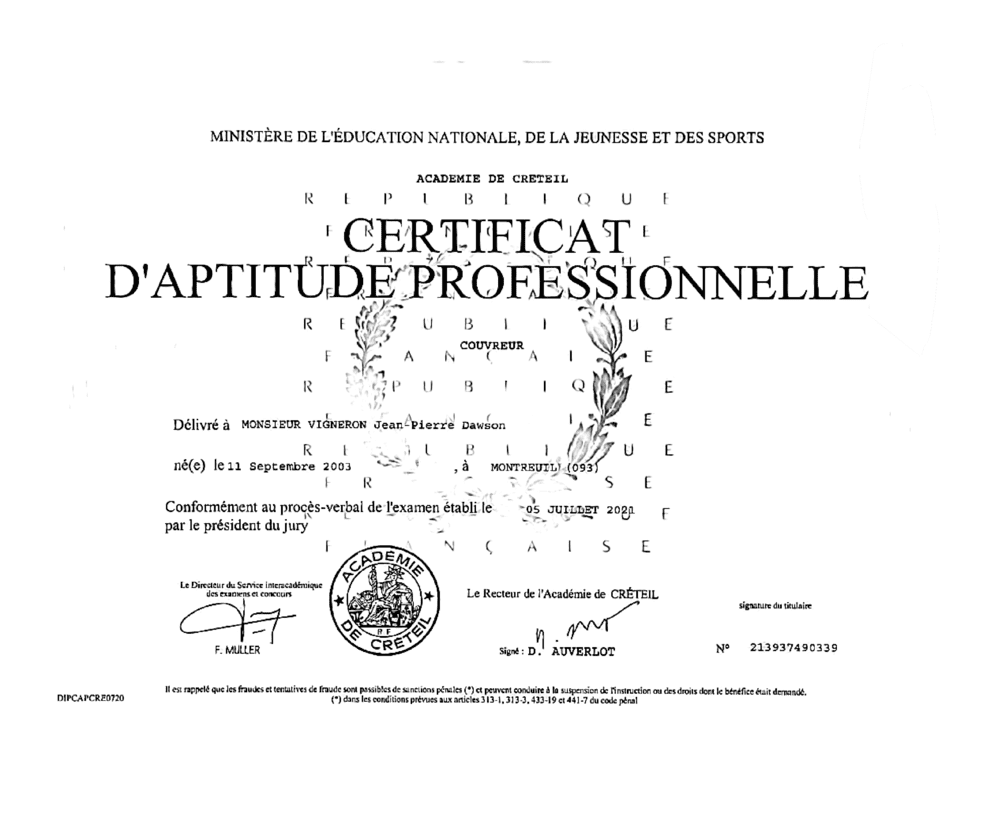 MINISTÈRE DE L'ÉDUCATION NATIONALE, DE LA JEUNESSE ET DES SPORTS
ACADEMIE DE CRETEIL
CERTIFICAT
D'APTITUDE PROFESSIONNELLE
COUVREUR
Délivré à MONSIEUR VIGNERON Jean-Pierre Dawson
né(e) le 11 Septembre 2003 , à MONTREUIL (093)
Conformément au procès-verbal de l'examen établi le 05 JUILLET 2021
par le président du jury
Le Directeur du Service interacadémique
des examens et concours
F. MULLER
ACADÉMIE DE CRÉTEIL
RF
Le Recteur de l'Académie de CRÉTEIL
Signé : D. AUVERLOT
signature du titulaire
N° 213937490339
Il est rappelé que les fraudes et tentatives de fraude sont passibles de sanctions pénales (*) et peuvent conduire à la suspension de l'instruction ou des droits dont le bénéfice était demandé.
(*) dans les conditions prévues aux articles 313-1, 313-3, 433-19 et 441-7 du code pénal
DIPCAPCRE0720